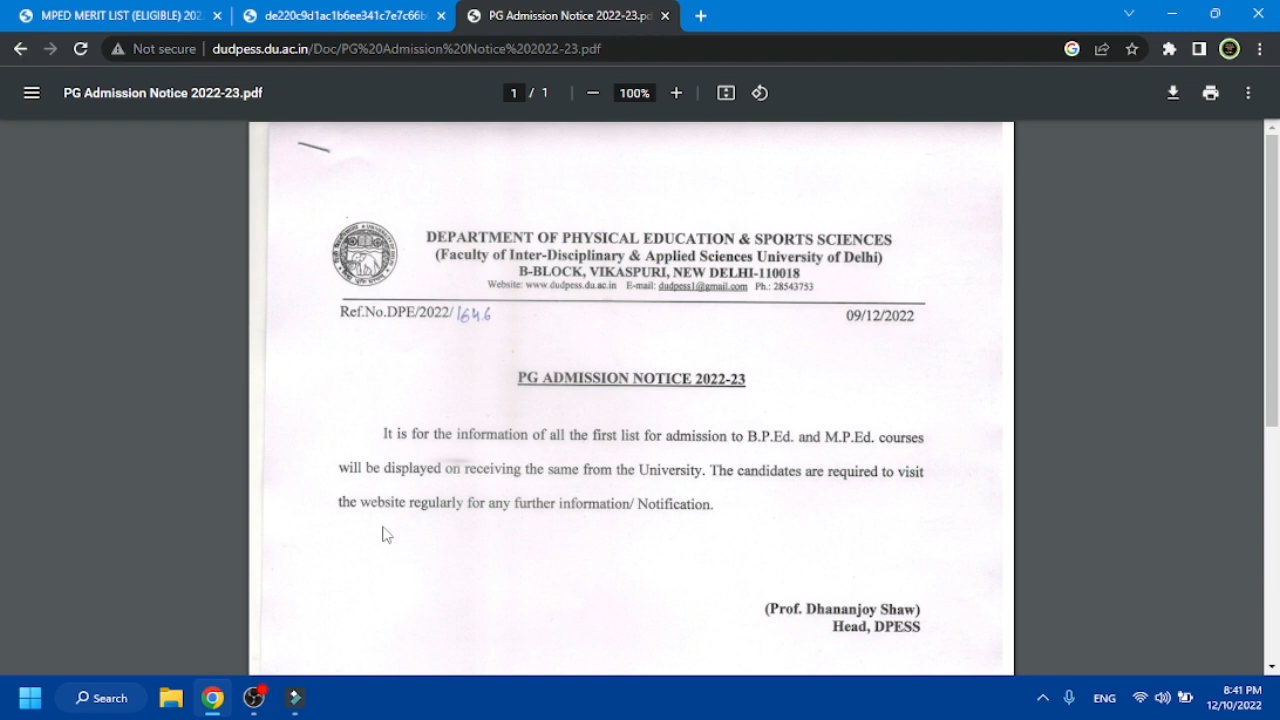 MPED MERIT LIST (ELIGIBLE) 202
de220c9d1ac1b6ee341c7e7c66b
PG Admission Notice 2022-23.pd
Not secure
dudpess.du.ac.in/Doc/PG%20Admission%20Notice%202022-23.pdf
PG Admission Notice 2022-23.pdf
1 / 1
100%
DEPARTMENT OF PHYSICAL EDUCATION & SPORTS SCIENCES
(Faculty of Inter-Disciplinary & Applied Sciences University of Delhi)
B-BLOCK, VIKASPURI, NEW DELHI-110018
Website: www.dudpess.du.ac.in E-mail: dudpess1@gmail.com Ph.: 28543753
Ref.No.DPE/2022/1646
09/12/2022
PG ADMISSION NOTICE 2022-23
It is for the information of all the first list for admission to B.P.Ed. and M.P.Ed. courses
will be displayed on receiving the same from the University. The candidates are required to visit
the website regularly for any further information/ Notification.
(Prof. Dhananjoy Shaw)
Head, DPESS
Search
ENG
8:41 PM
12/10/2022